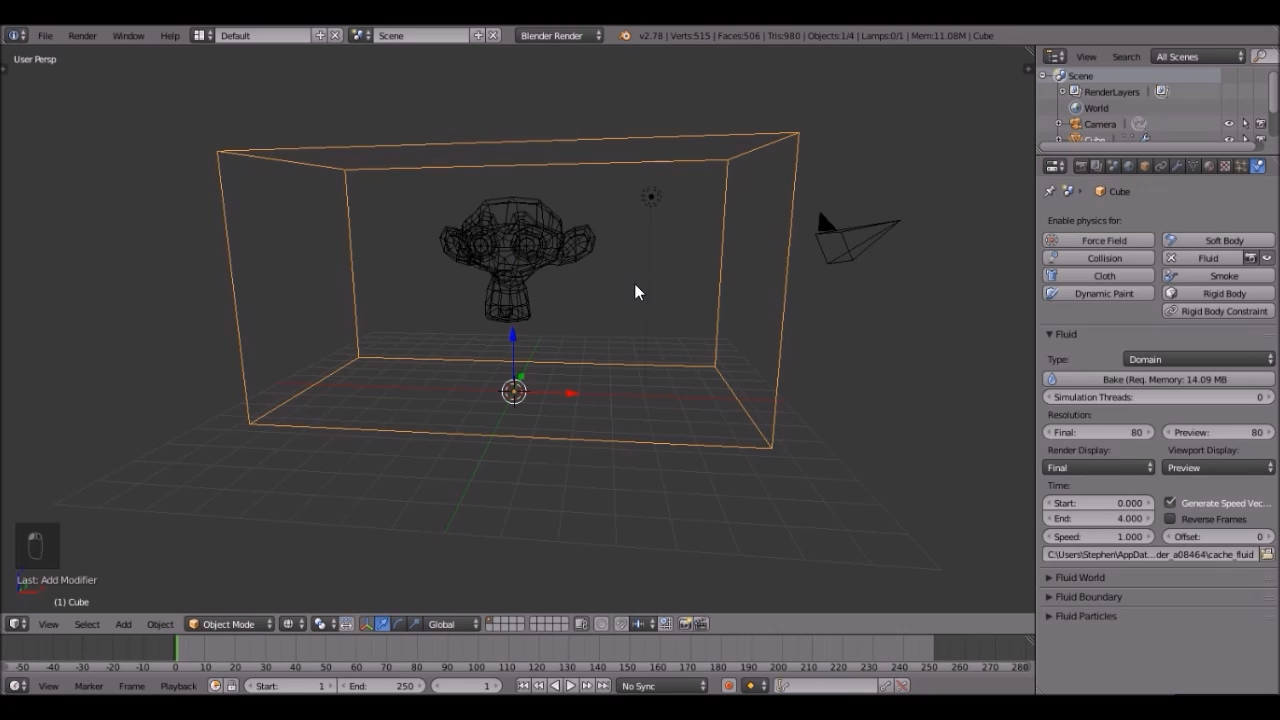 File Render Window Help Default Scene Blender Render v2.78 | Verts:515 | Faces:506 | Tris:980 | Objects:1/4 | Lamps:0/1 | Mem:11.08M | Cube
User Persp
View Search All Scenes
Scene
RenderLayers
World
Camera
Cube
Cube
Enable physics for:
Force Field Soft Body
Collision Fluid
Cloth Smoke
Dynamic Paint Rigid Body
Rigid Body Constraint
Fluid
Type: Domain
Bake (Req. Memory: 14.09 MB
Simulation Threads: 0
Resolution:
Final: 80 Preview: 80
Render Display: Viewport Display:
Final Preview
Time:
Start: 0.000 Generate Speed Vec...
End: 4.000 Reverse Frames
Speed: 1.000 Offset: 0
C:\Users\Stephen\AppDat...der_a08464\cache_fluid
Fluid World
Fluid Boundary
Fluid Particles
Last: Add Modifier
(1) Cube
View Select Add Object Object Mode Global
-50 -40 -30 -20 -10 0 10 20 30 40 50 60 70 80 90 100 110 120 130 140 150 160 170 180 190 200 210 220 230 240 250 260 270 280
View Marker Frame Playback Start: 1 End: 250 1 No Sync